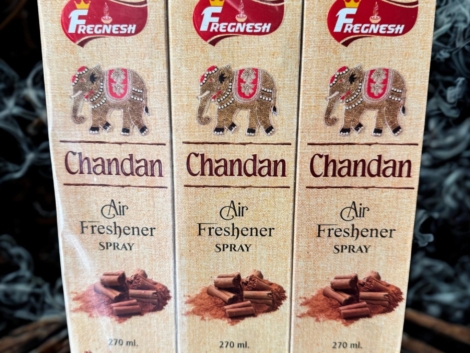 FREGNESH FREGNESH FREGNESH
Chandan Chandan Chandan
Air Air Air
Freshener Freshener Freshener
SPRAY SPRAY SPRAY
270 ml. 270 ml. 270 ml.